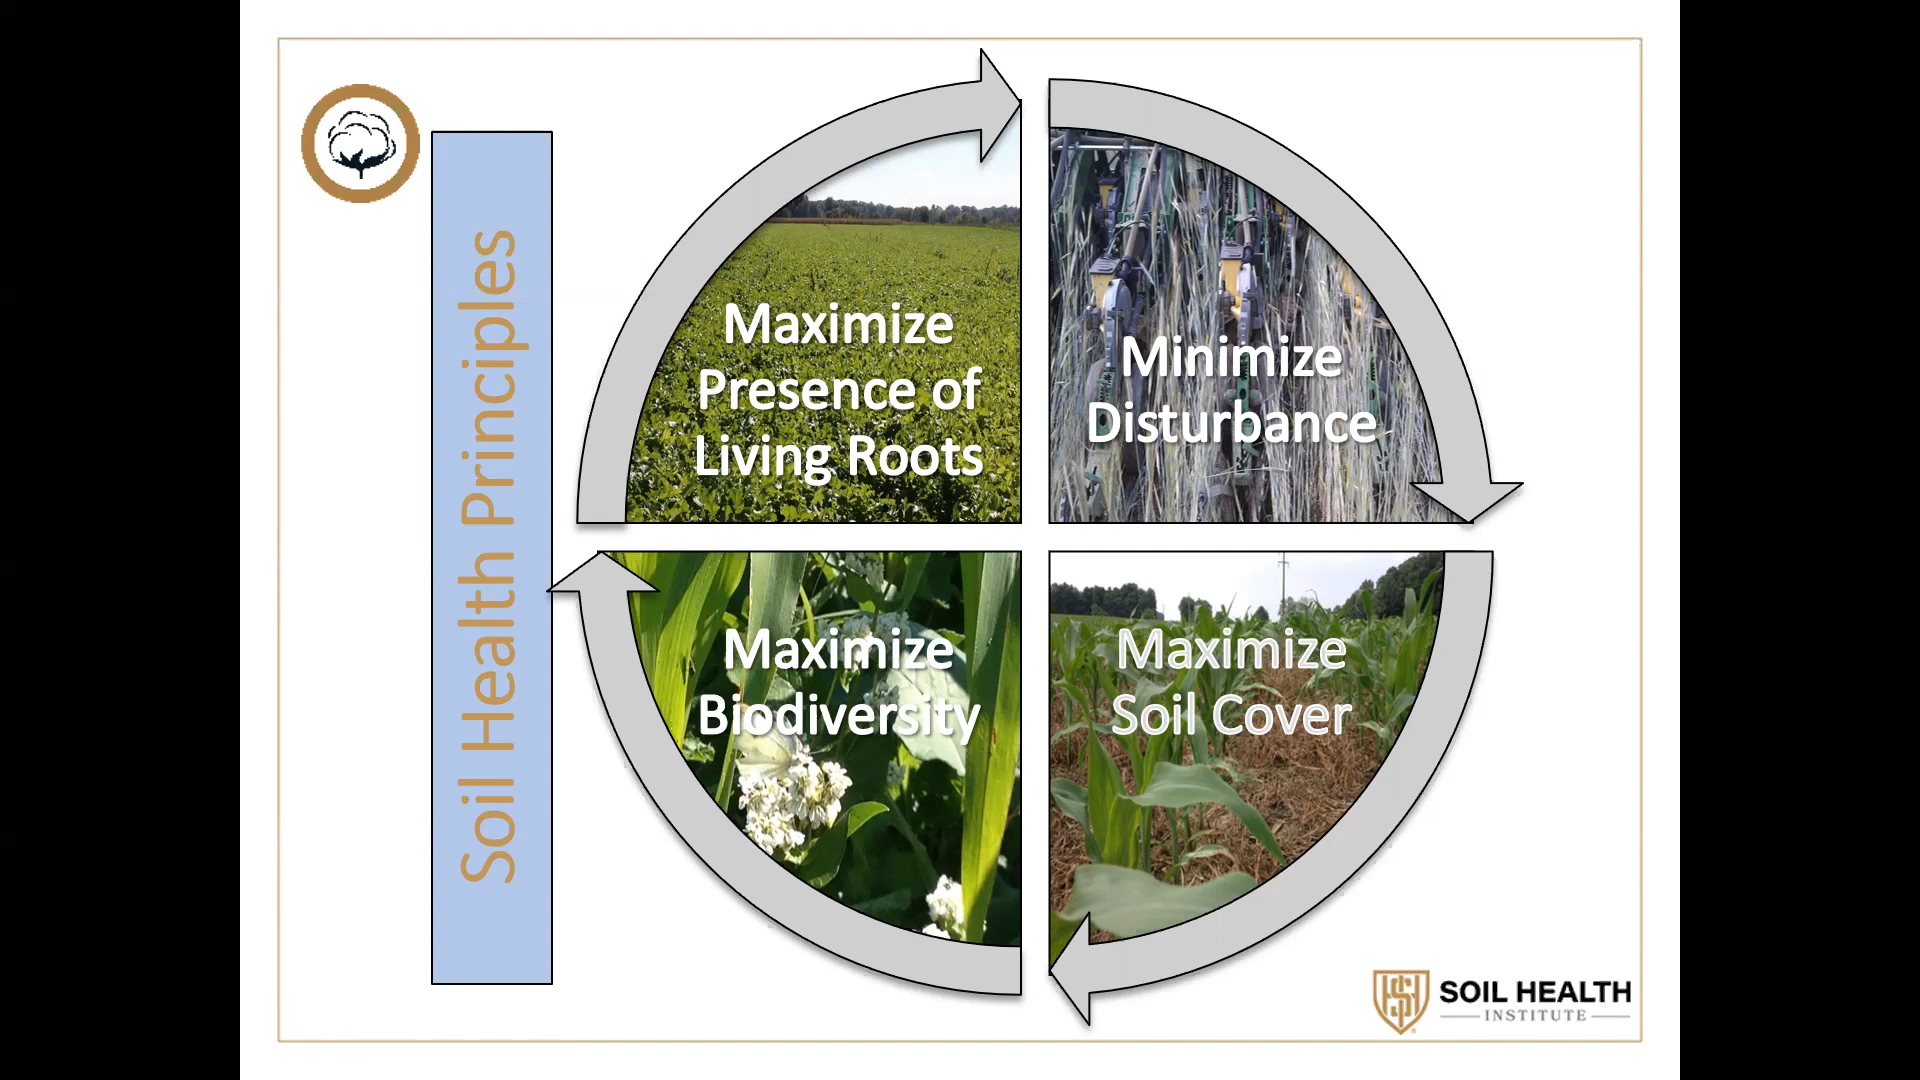 Soil Health Principles
Maximize
Presence of
Living Roots
Minimize
Disturbance
Maximize
Biodiversity
Maximize
Soil Cover
SOIL HEALTH
INSTITUTE